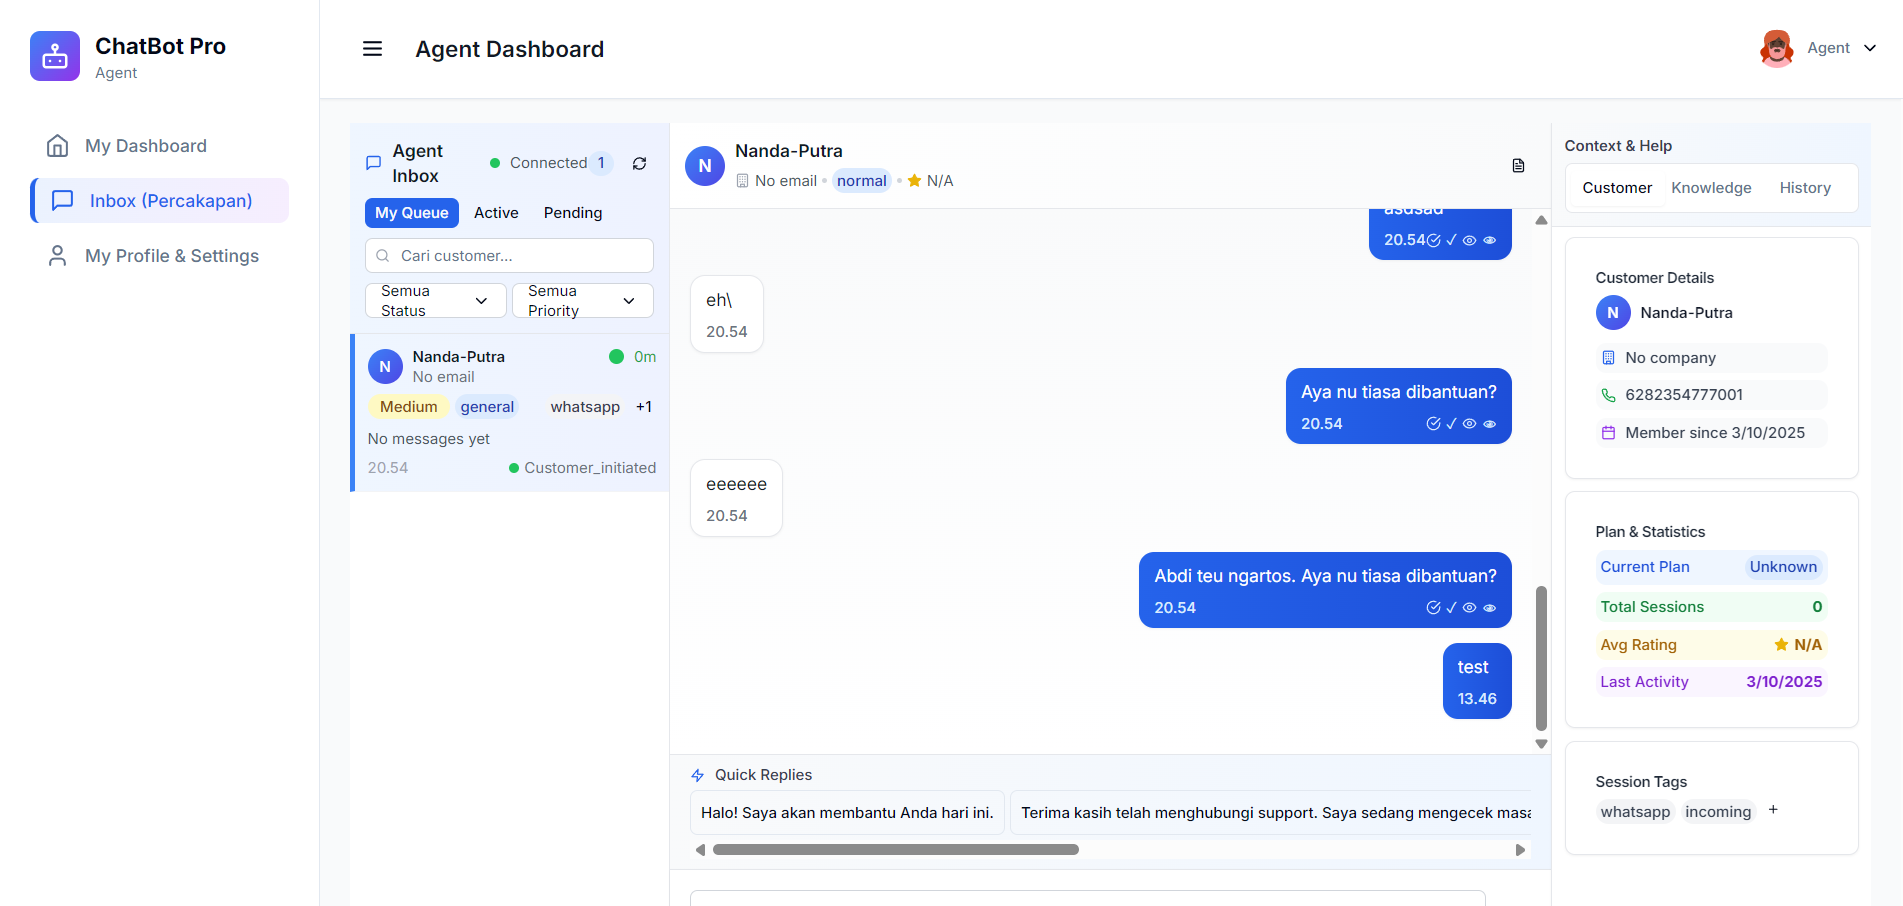 ChatBot Pro
Agent
My Dashboard
Inbox (Percakapan)
My Profile & Settings
Agent Dashboard
Agent
Agent
Inbox
Connected 1
My Queue Active Pending
Cari customer...
Semua
Status
Semua
Priority
N
Nanda-Putra
0m
No email
Medium general whatsapp +1
No messages yet
20.54 Customer_initiated
N
Nanda-Putra
No email • normal • N/A
asdsad
20.54
eh\
20.54
Aya nu tiasa dibantuan?
20.54
eeeeee
20.54
Abdi teu ngartos. Aya nu tiasa dibantuan?
20.54
test
13.46
Quick Replies
Halo! Saya akan membantu Anda hari ini.
Terima kasih telah menghubungi support. Saya sedang mengecek masa
Context & Help
Customer Knowledge History
Customer Details
N
Nanda-Putra
No company
6282354777001
Member since 3/10/2025
Plan & Statistics
Current Plan Unknown
Total Sessions 0
Avg Rating N/A
Last Activity 3/10/2025
Session Tags
whatsapp incoming +